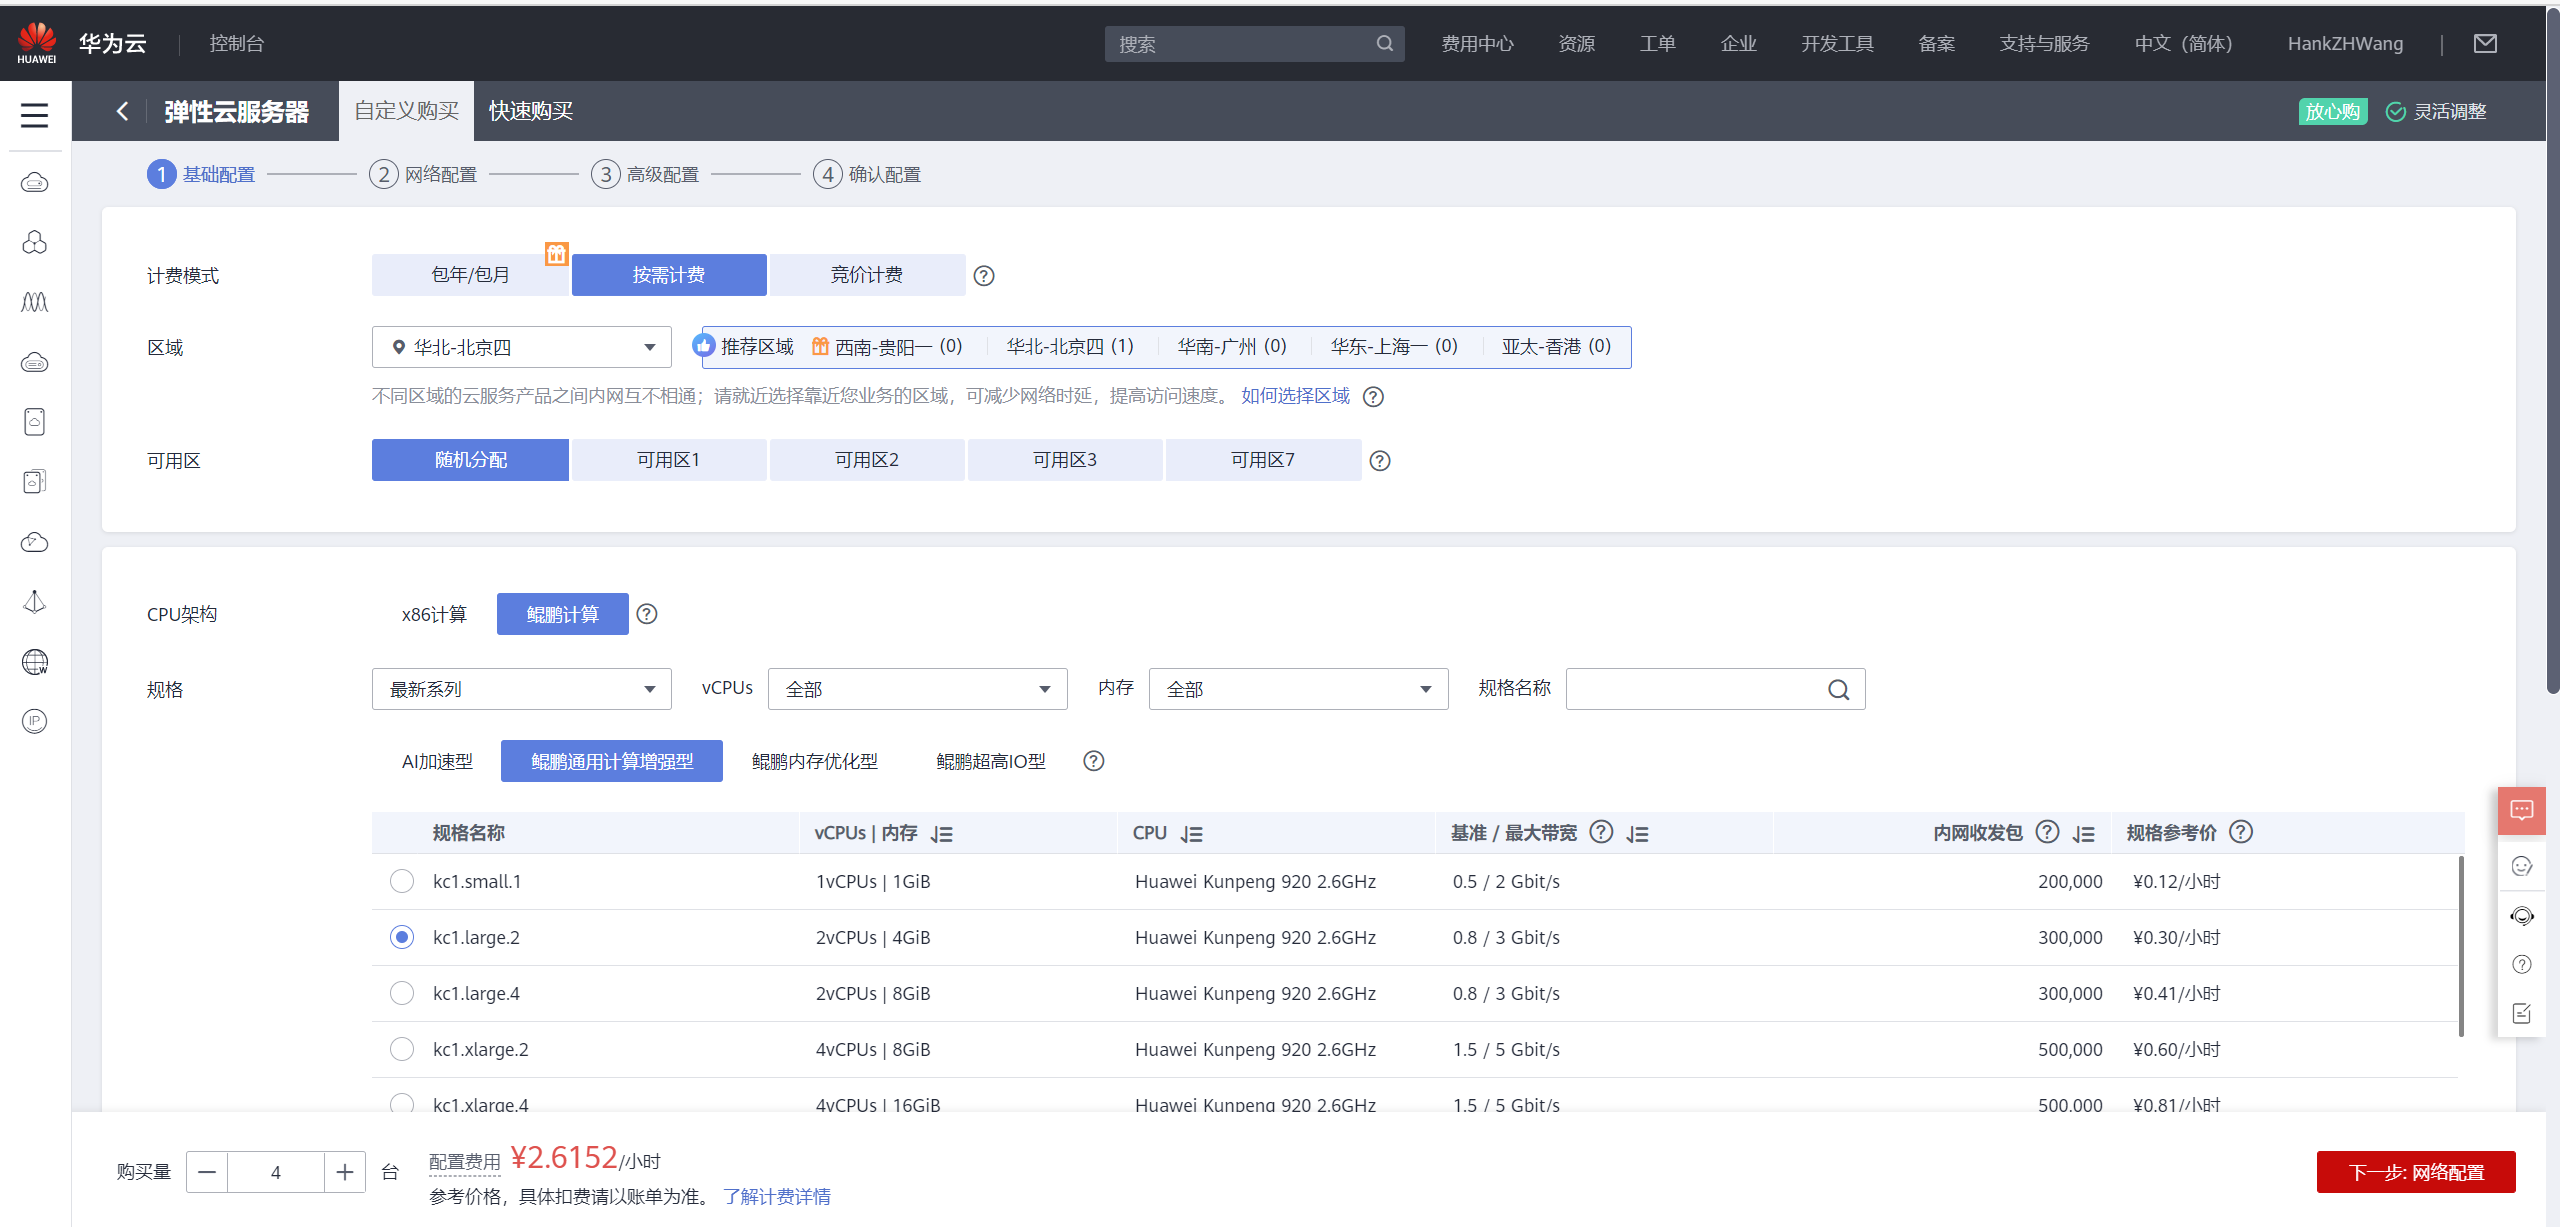 HUAWEI 华为云 控制台 搜索 费用中心 资源 工单 企业 开发工具 备案 支持与服务 中文（简体） HankZHWang
弹性云服务器 自定义购买 快速购买 放心购 灵活调整
1 基础配置 2 网络配置 3 高级配置 4 确认配置
计费模式 包年/包月 按需计费 竞价计费
区域 华北-北京四 推荐区域 西南-贵阳一 (0) 华北-北京四 (1) 华南-广州 (0) 华东-上海一 (0) 亚太-香港 (0)
不同区域的云服务产品之间内网互不相通；请就近选择靠近您业务的区域，可减少网络时延，提高访问速度。 如何选择区域
可用区 随机分配 可用区1 可用区2 可用区3 可用区7
CPU架构 x86计算 鲲鹏计算
规格 最新系列 vCPUs 全部 内存 全部 规格名称
AI加速型 鲲鹏通用计算增强型 鲲鹏内存优化型 鲲鹏超高IO型
规格名称 vCPUs | 内存 CPU 基准 / 最大带宽 内网收发包 规格参考价
kc1.small.1 1vCPUs | 1GiB Huawei Kunpeng 920 2.6GHz 0.5 / 2 Gbit/s 200,000 ¥0.12/小时
kc1.large.2 2vCPUs | 4GiB Huawei Kunpeng 920 2.6GHz 0.8 / 3 Gbit/s 300,000 ¥0.30/小时
kc1.large.4 2vCPUs | 8GiB Huawei Kunpeng 920 2.6GHz 0.8 / 3 Gbit/s 300,000 ¥0.41/小时
kc1.xlarge.2 4vCPUs | 8GiB Huawei Kunpeng 920 2.6GHz 1.5 / 5 Gbit/s 500,000 ¥0.60/小时
kc1.xlarge.4 4vCPUs | 16GiB Huawei Kunpeng 920 2.6GHz 1.5 / 5 Gbit/s 500,000 ¥0.81/小时
购买量 4 台 配置费用 ¥2.6152/小时
参考价格，具体扣费请以账单为准。 了解计费详情
下一步: 网络配置